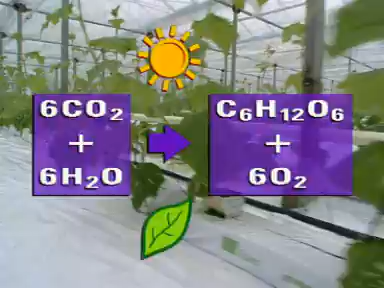 6CO₂
+
6H₂O
C₆H₁₂O₆
+
6O₂